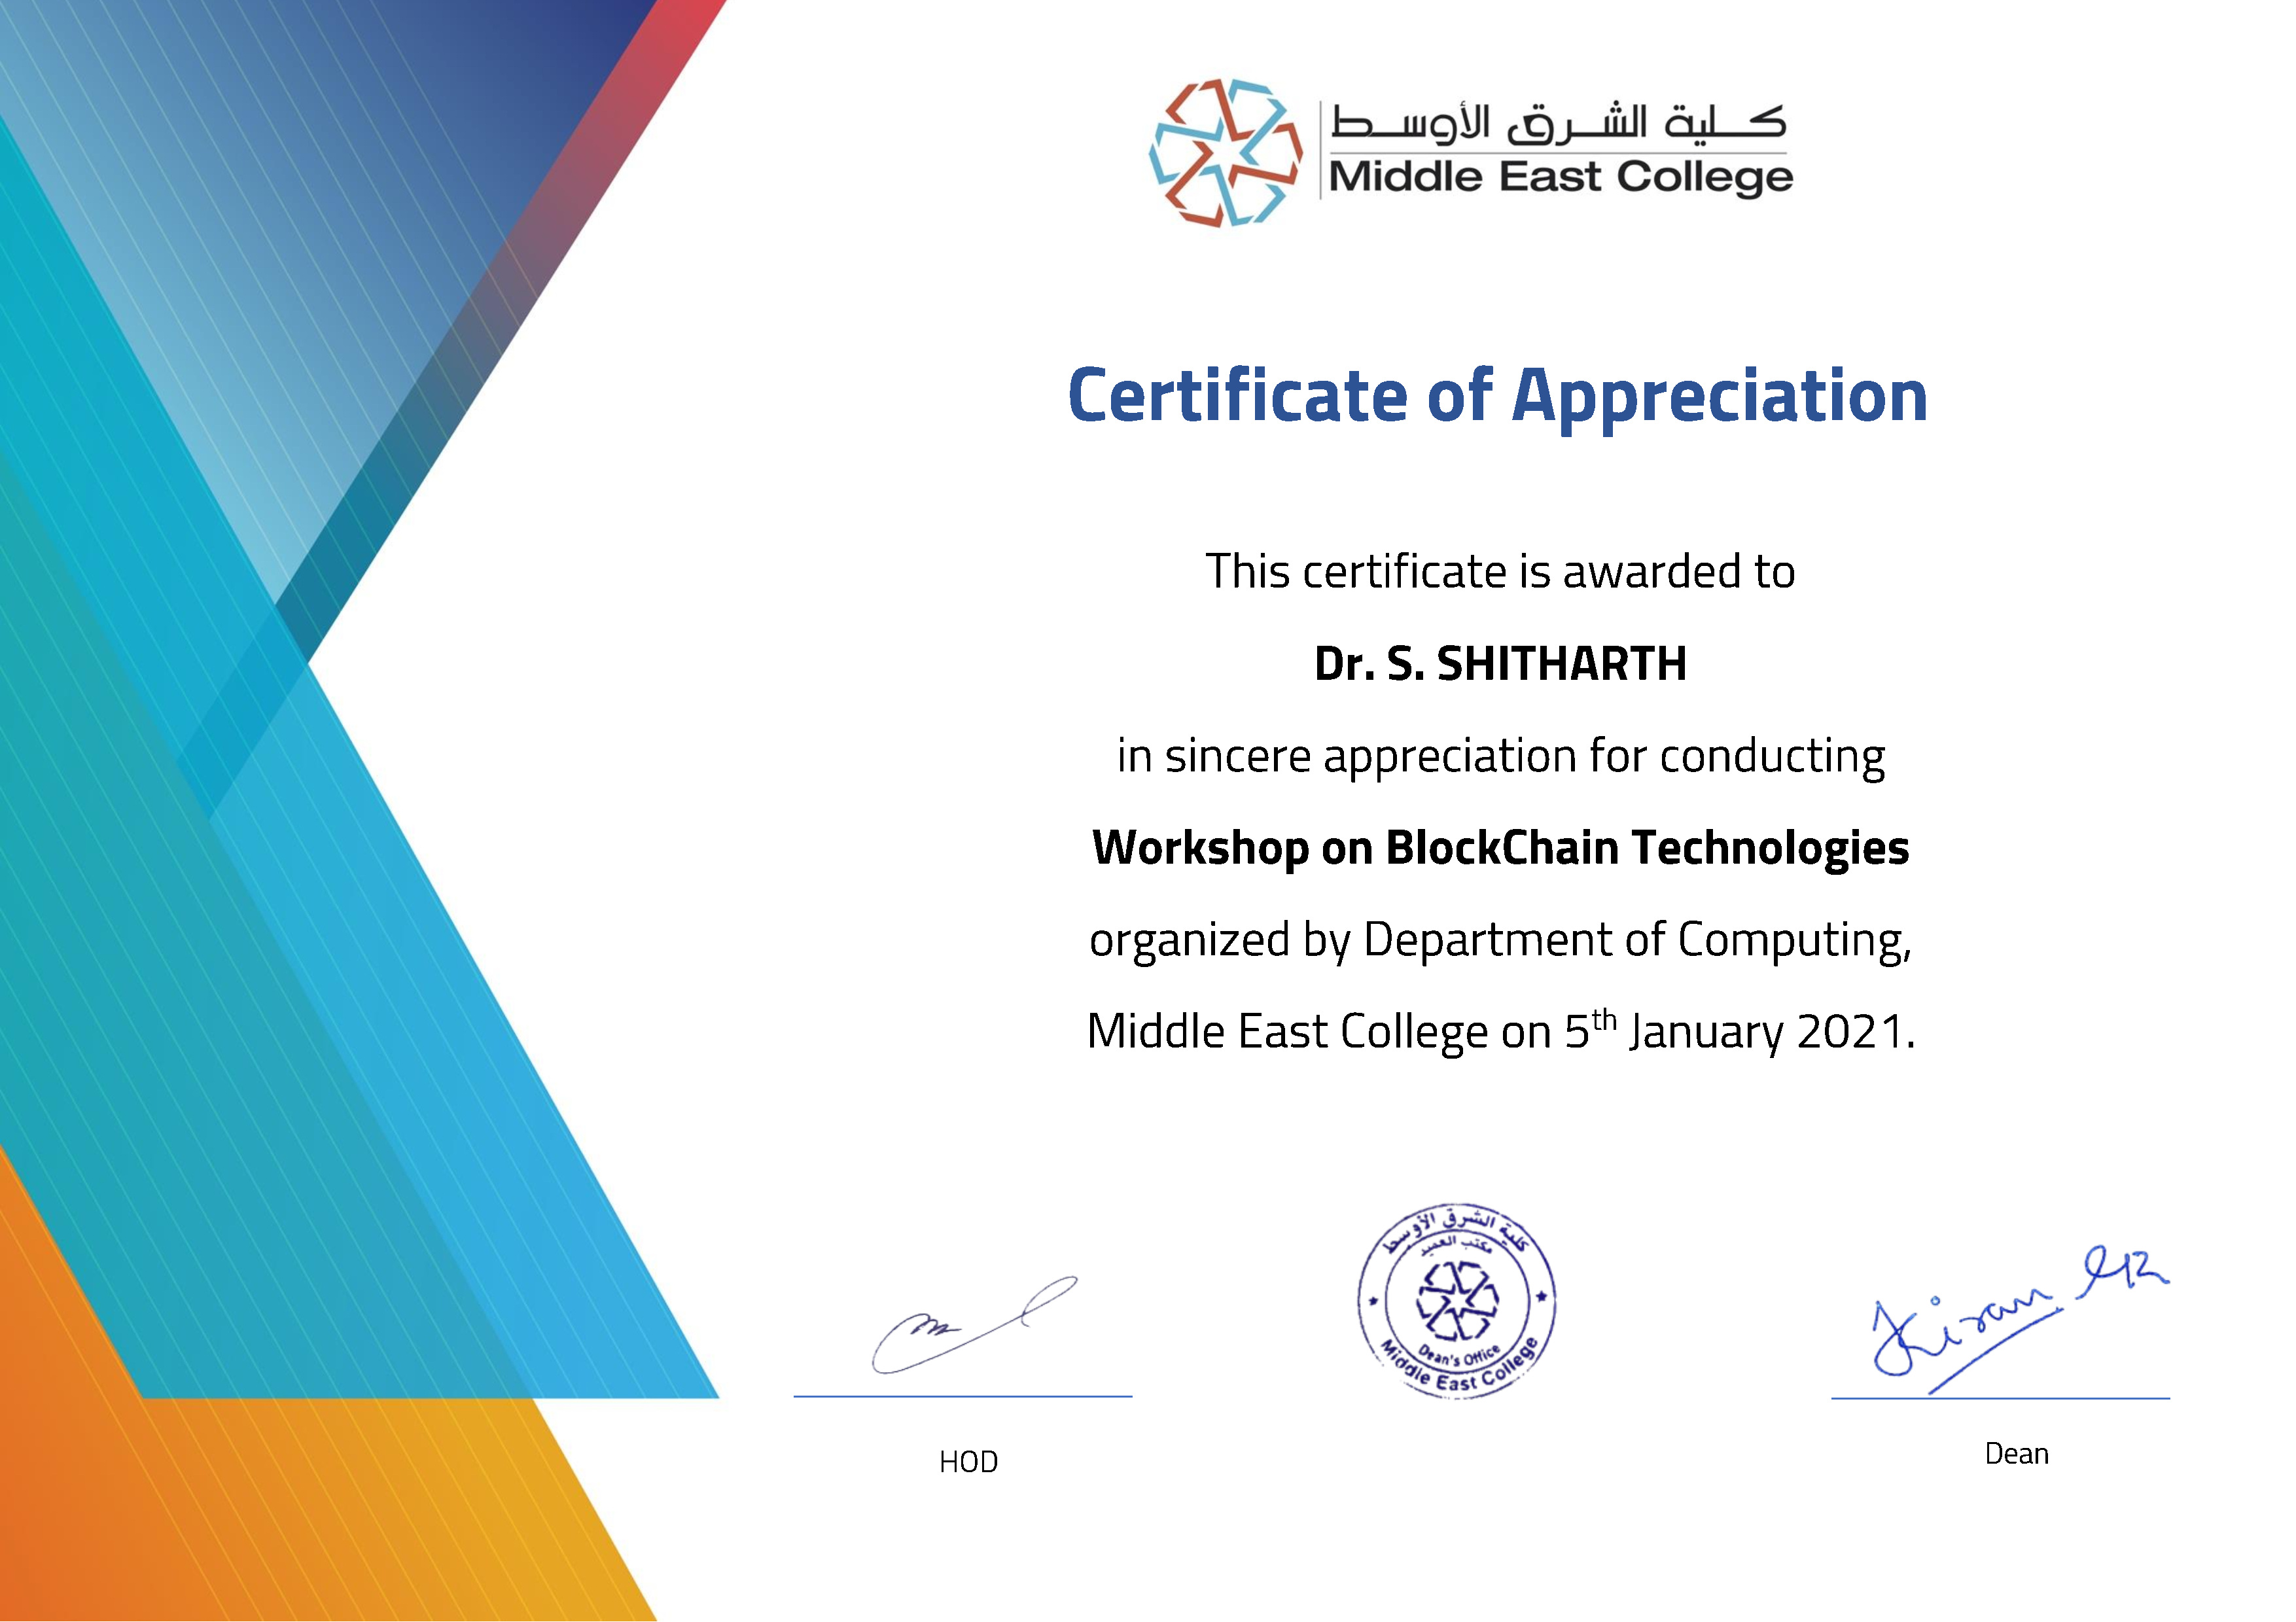 كلية الشرق الأوسط
Middle East College
Certificate of Appreciation
This certificate is awarded to
Dr. S. SHITHARTH
in sincere appreciation for conducting
Workshop on BlockChain Technologies
organized by Department of Computing,
Middle East College on 5th January 2021.
كلية الشرق الأوسط
مكتب العميد
Dean's Office
Middle East College
Kiran
HOD
Dean